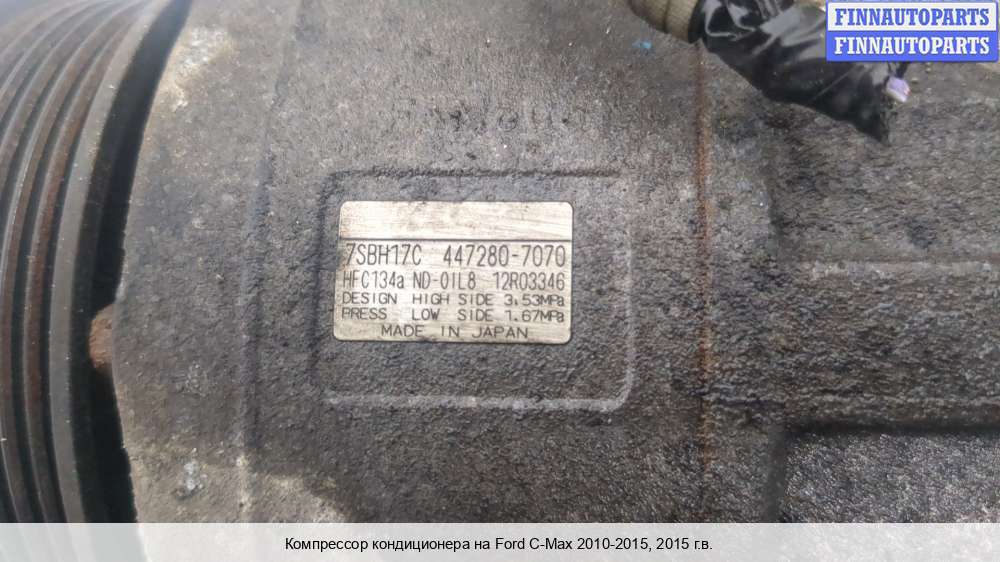 FINNAUTOPARTS
FINNAUTOPARTS
7SBH17C 447280-7070
HFC134a ND-OIL8 12R03346
DESIGN HIGH SIDE 3.53MPa
PRESS LOW SIDE 1.67MPa
MADE IN JAPAN
Компрессор кондиционера на Ford C-Max 2010-2015, 2015 г.в.